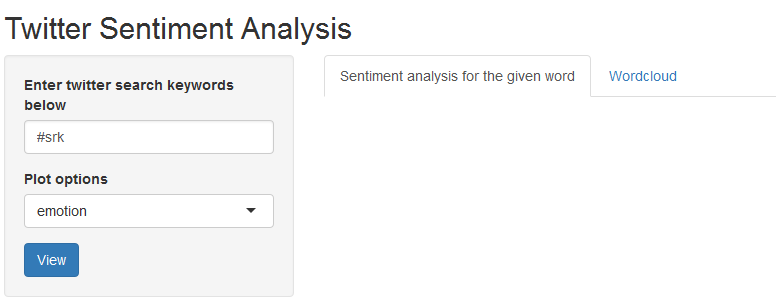 Twitter Sentiment Analysis
Enter twitter search keywords
below
#srk
Plot options
emotion
View
Sentiment analysis for the given word
Wordcloud